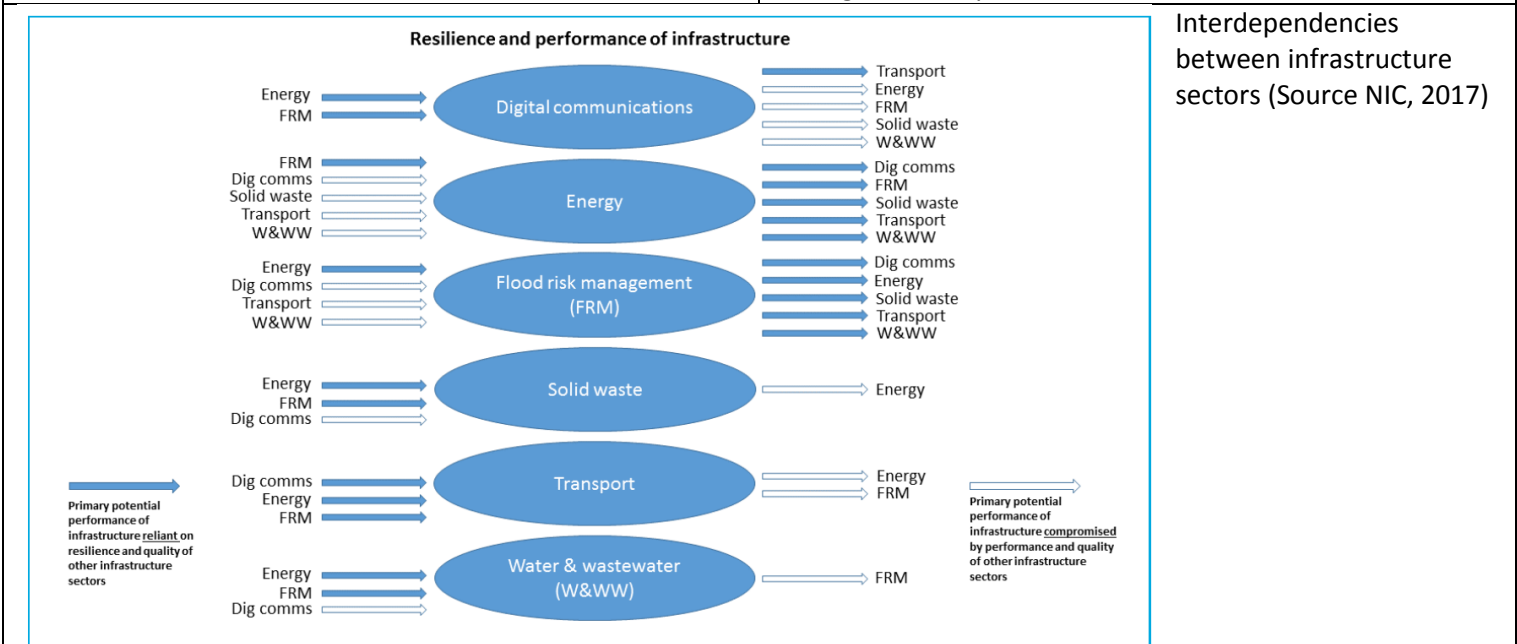 Resilience and performance of infrastructure
Energy
FRM
Digital communications
Transport
Energy
FRM
Solid waste
W&WW
FRM
Dig comms
Solid waste
Transport
W&WW
Energy
Dig comms
FRM
Solid waste
Transport
W&WW
Energy
Dig comms
Transport
W&WW
Flood risk management
(FRM)
Dig comms
Energy
Solid waste
Transport
W&WW
Energy
FRM
Dig comms
Solid waste
Energy
Dig comms
Energy
FRM
Transport
Energy
FRM
Energy
FRM
Dig comms
Water & wastewater
(W&WW)
FRM
Primary potential
performance of
infrastructure reliant on
resilience and quality of
other infrastructure
sectors
Primary potential
performance of
infrastructure compromised
by performance and quality
of other infrastructure
sectors
Interdependencies
between infrastructure
sectors (Source NIC, 2017)